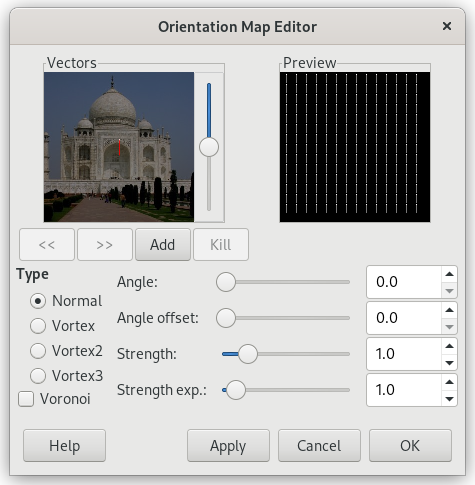 Orientation Map Editor ×
Vectors
Preview
<< >> Add Kill
Type
Normal
Vortex
Vortex2
Vortex3
Voronoi
Angle: 0.0
Angle offset: 0.0
Strength: 1.0
Strength exp.: 1.0
Help Apply Cancel OK